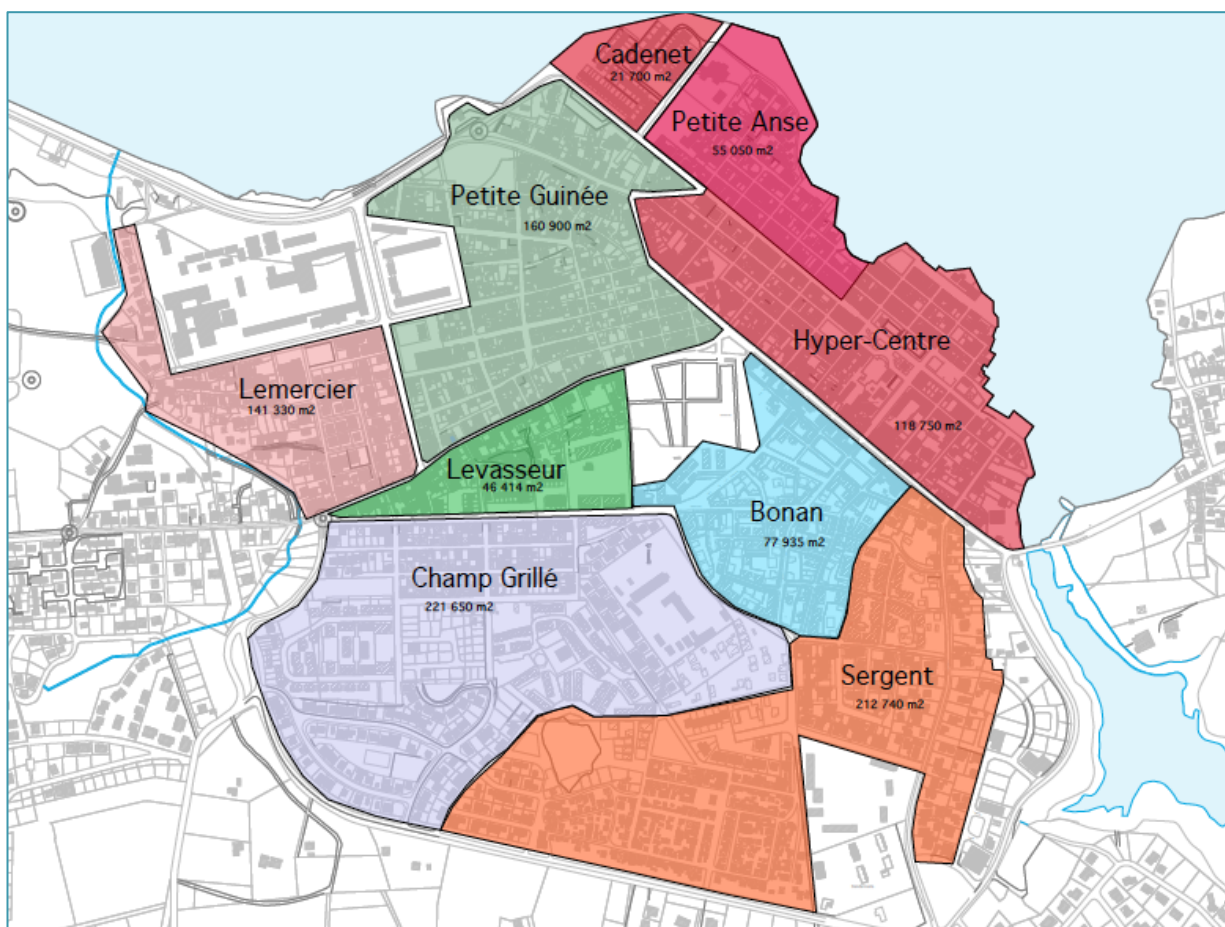 Cadenet
21 700 m2
Petite Anse
55 050 m2
Petite Guinée
160 900 m2
Hyper-Centre
118 750 m2
Lemercier
141 330 m2
Levasseur
46 414 m2
Bonan
77 935 m2
Champ Grillé
221 650 m2
Sergent
212 740 m2